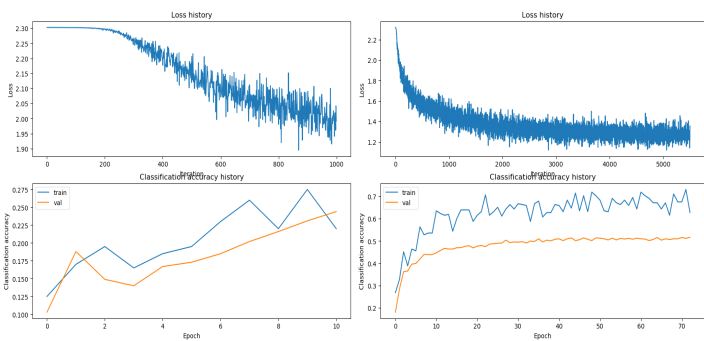 Loss history
2.30
2.25
2.20
2.15
2.10
2.05
2.00
1.95
1.90
Loss
0 200 400 600 800 1000
Iteration
Classification accuracy history
train
val
0.275
0.250
0.225
0.200
0.175
0.150
0.125
0.100
Classification accuracy
0 2 4 6 8 10
Epoch
Loss history
2.2
2.0
1.8
1.6
1.4
1.2
Loss
0 1000 2000 3000 4000 5000
Iteration
Classification accuracy history
train
val
0.7
0.6
0.5
0.4
0.3
0.2
Classification accuracy
0 10 20 30 40 50 60 70
Epoch